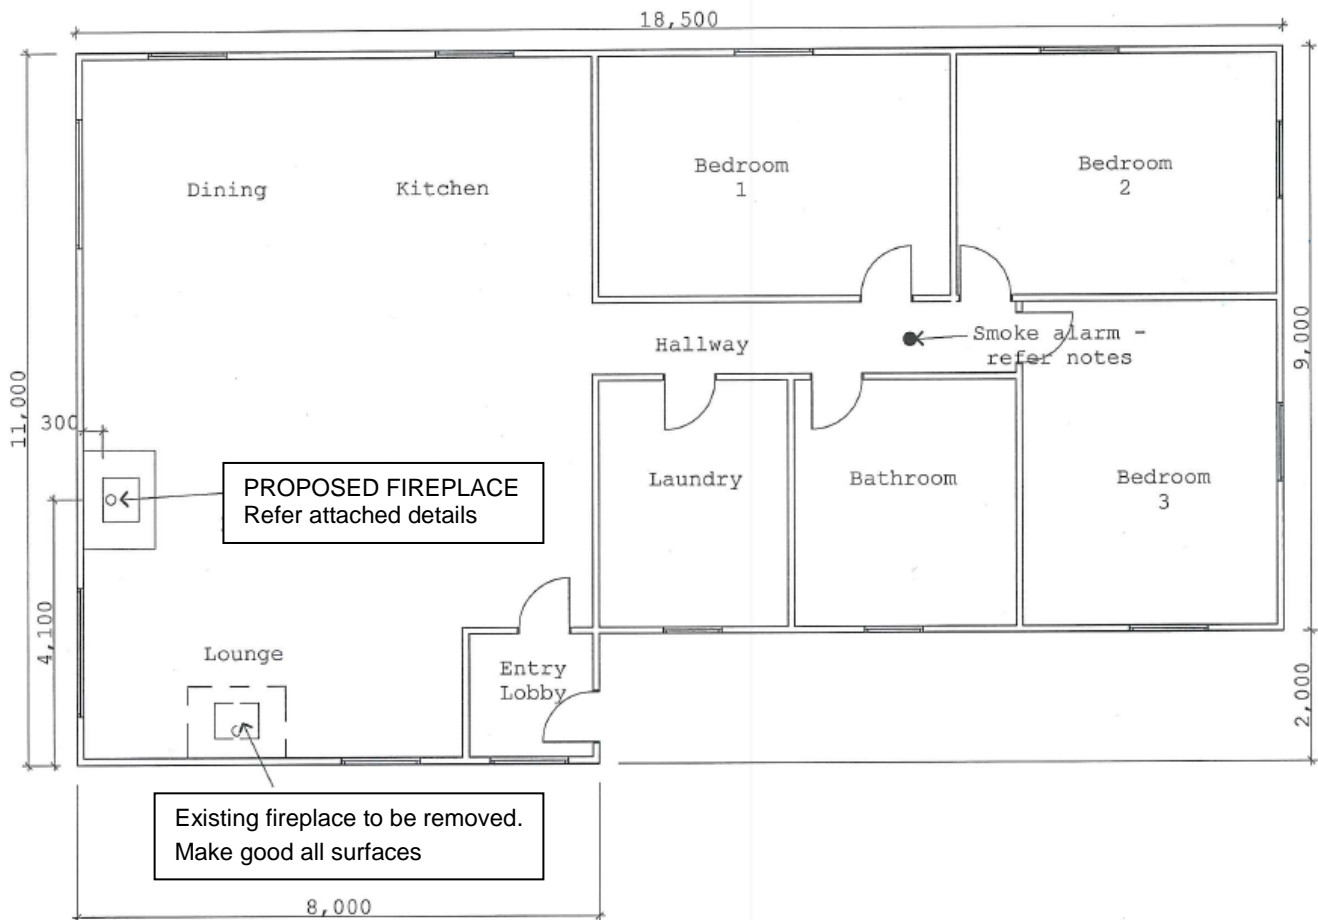 18,500
Bedroom
1
Bedroom
2
Dining
Kitchen
9,000
Hallway
Smoke alarm -
refer notes
11,000
300
PROPOSED FIREPLACE
Refer attached details
Laundry
Bathroom
Bedroom
3
4,100
Lounge
Entry
Lobby
2,000
Existing fireplace to be removed.
Make good all surfaces
8,000